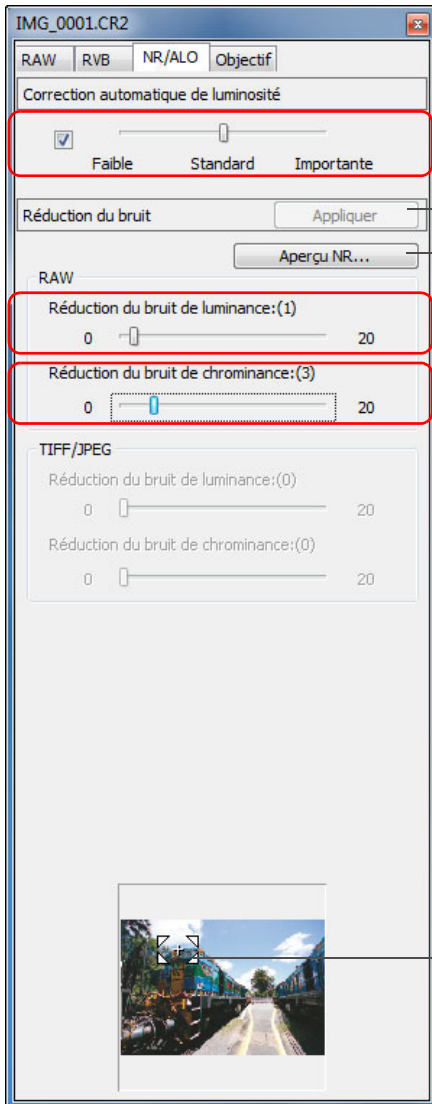 IMG_0001.CR2
RAW RVB NR/ALO Objectif
Correction automatique de luminosité
Faible Standard Importante
Réduction du bruit Appliquer
Aperçu NR...
RAW
Réduction du bruit de luminance:(1)
0 20
Réduction du bruit de chrominance:(3)
0 20
TIFF/JPEG
Réduction du bruit de luminance:(0)
0 20
Réduction du bruit de chrominance:(0)
0 20